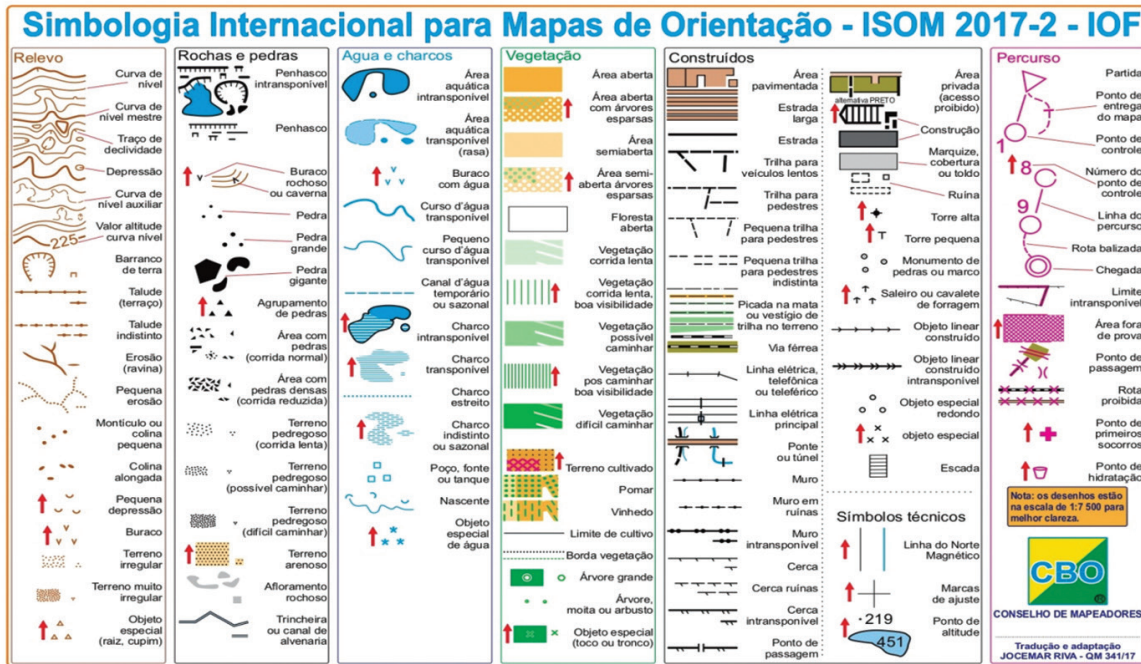 Simbologia Internacional para Mapas de Orientação - ISOM 2017-2 - IOF
Relevo
Curva de
nível
Curva de
nível mestre
Traço de
declividade
Depressão
Curva de
nível auxiliar
Valor altitude
curva nível
225
Barranco
de terra
Talude
(terraço)
Talude
indistinto
Erosão
(ravina)
Pequena
erosão
Montículo ou
colina
pequena
Colina
alongada
Pequena
depressão
Buraco
Terreno
irregular
Terreno muito
irregular
Objeto
especial
(raiz, cupim)
Rochas e pedras
Penhasco
intransponível
Penhasco
Buraco
rochoso
ou caverna
Pedra
Pedra
grande
Pedra
gigante
Agrupamento
de pedras
Área com
pedras
(corrida normal)
Área com
pedras densas
(corrida reduzida)
Terreno
pedregoso
(corrida lenta)
Terreno
pedregoso
(possível caminhar)
Terreno
pedregoso
(difícil caminhar)
Terreno
arenoso
Afloramento
rochoso
Trincheira
ou canal de
alvenaria
Agua e charcos
Área
aquática
intransponível
Área
aquática
transponível
(rasa)
Buraco
com água
Curso d'água
transponível
Pequeno
curso d'água
transponível
Canal d'água
temporário
ou sazonal
Charco
intransponível
Charco
transponível
Charco
estreito
Charco
indistinto
ou sazonal
Poço, fonte
ou tanque
Nascente
Objeto
especial
de água
Vegetação
Área aberta
Área aberta
com árvores
esparsas
Área
semiaberta
Área semi-
aberta árvores
esparsas
Floresta
aberta
Vegetação
corrida lenta
Vegetação
corrida lenta,
boa visibilidade
Vegetação
possível
caminhar
Vegetação
pos caminhar
boa visibilidade
Vegetação
difícil caminhar
Terreno cultivado
Pomar
Vinhedo
Limite de cultivo
Borda vegetação
Árvore grande
Árvore,
moita ou arbusto
Objeto especial
(toco ou tronco)
Construídos
Área
pavimentada
Estrada
larga
Estrada
Trilha para
veículos lentos
Trilha para
pedestres
Pequena trilha
para pedestres
Pequena trilha
para pedestres
indistinta
Picada na mata
ou vestígio de
trilha no terreno
Via férrea
Linha elétrica,
telefônica
ou teleférico
Linha elétrica
principal
Ponte
ou túnel
Muro
Muro em
ruínas
Muro
intransponível
Cerca
Cerca ruínas
Cerca
intransponível
Ponto de
passagem
Área
privada
(acesso
proibido)
alternativa PRETO
Construção
Marquize,
cobertura
ou toldo
Ruína
Torre alta
Torre pequena
Monumento de
pedras ou marco
Saleiro ou cavalete
de forragem
Objeto linear
construído
Objeto linear
construído
intransponível
Objeto especial
redondo
objeto especial
Escada
Símbolos técnicos
Linha do Norte
Magnético
Marcas
de ajuste
219
Ponto de
altitude
451
Percurso
Partida
Ponto de
entrega
do mapa
Ponto de
controle
1
8
Número do
ponto de
controle
9
Linha do
percurso
Rota balizada
Chegada
Limite
intransponível
Área fora
de prova
Ponto de
passagem
Rota
proibida
Ponto de
primeiros
socorros
Ponto de
hidratação
Nota: os desenhos estão
na escala de 1:7 500 para
melhor clareza.
CBO
®
CONSELHO DE MAPEADORES
Tradução e adaptação
JOCEMAR RIVA - QM 341/17